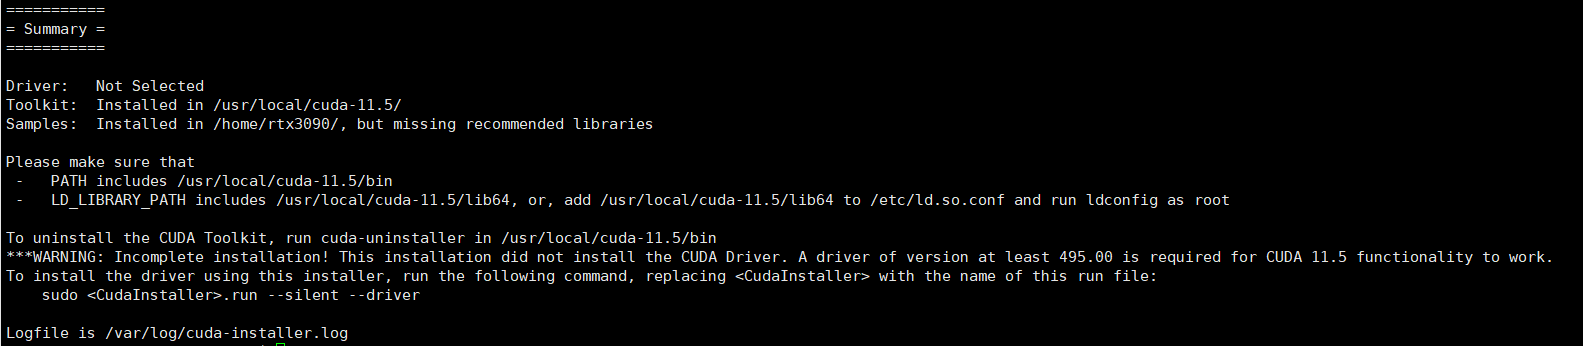 ===========
= Summary =
===========
Driver:   Not Selected
Toolkit:  Installed in /usr/local/cuda-11.5/
Samples:  Installed in /home/rtx3090/, but missing recommended libraries
Please make sure that
 -   PATH includes /usr/local/cuda-11.5/bin
 -   LD_LIBRARY_PATH includes /usr/local/cuda-11.5/lib64, or, add /usr/local/cuda-11.5/lib64 to /etc/ld.so.conf and run ldconfig as root
To uninstall the CUDA Toolkit, run cuda-uninstaller in /usr/local/cuda-11.5/bin
***WARNING: Incomplete installation! This installation did not install the CUDA Driver. A driver of version at least 495.00 is required for CUDA 11.5 functionality to work.
To install the driver using this installer, run the following command, replacing <CudaInstaller> with the name of this run file:
    sudo <CudaInstaller>.run --silent --driver
Logfile is /var/log/cuda-installer.log